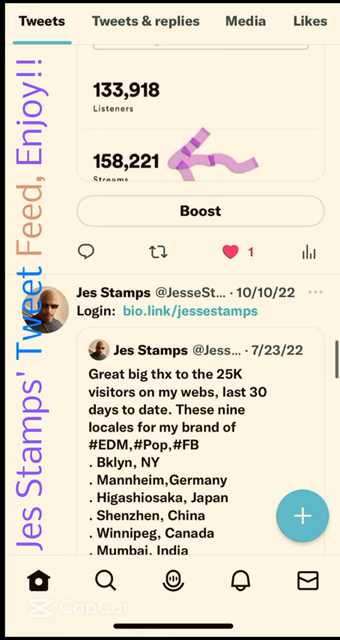 Tweets Tweets & replies Media Likes
133,918
Listeners
158,221
Streams
Boost
1
Jes Stamps @JesseSt... · 10/10/22
Login: bio.link/jessestamps
Jes Stamps @Jess... · 7/23/22
Great big thx to the 25K
visitors on my webs, last 30
days to date. These nine
locales for my brand of
#EDM,#Pop,#FB
. Bklyn, NY
. Mannheim,Germany
. Higashiosaka, Japan
. Shenzhen, China
. Winnipeg, Canada
. Mumbai, India
Jes Stamps' Tweet Feed, Enjoy!!
CapCut